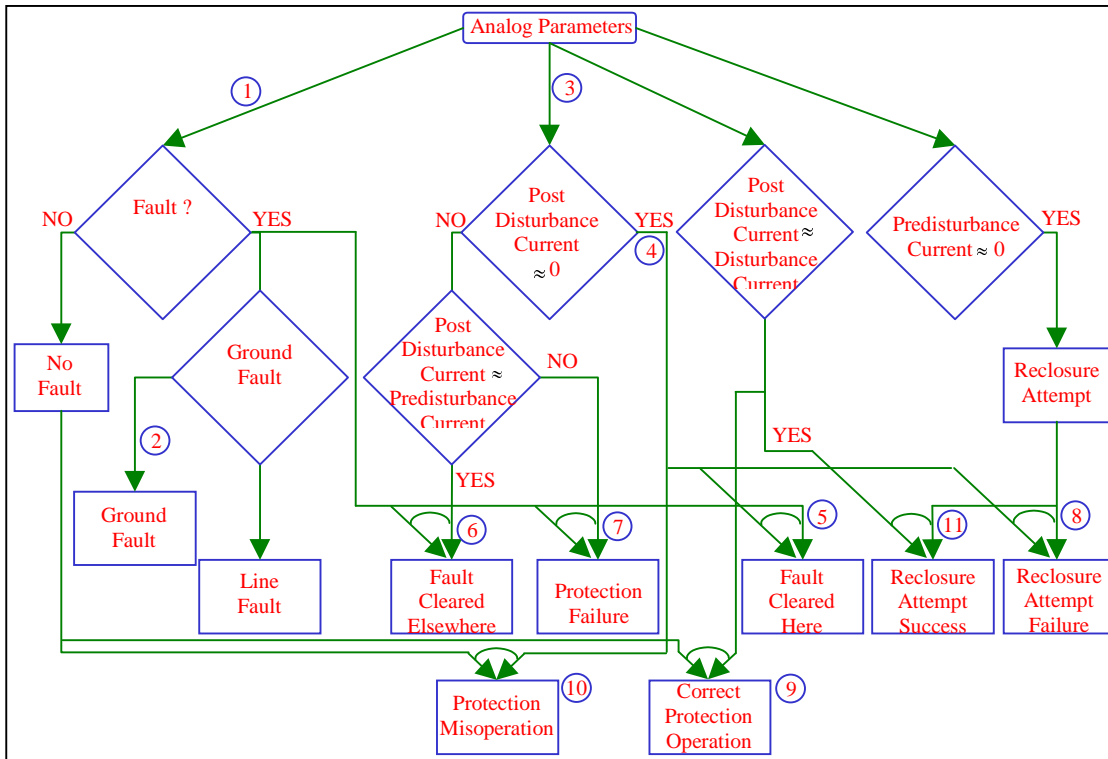 Analog Parameters
1
3
Fault ?
NO
YES
Post
Disturbance
Current
≈ 0
NO
YES
4
Post
Disturbance
Current ≈
Disturbance
Current
Predisturbance
Current ≈ 0
YES
No
Fault
Ground
Fault
Post
Disturbance
Current ≈
Predisturbance
Current
NO
Reclosure
Attempt
2
YES
YES
Ground
Fault
6
7
5
11
8
Line
Fault
Fault
Cleared
Elsewhere
Protection
Failure
Fault
Cleared
Here
Reclosure
Attempt
Success
Reclosure
Attempt
Failure
Protection
Misoperation
10
Correct
Protection
Operation
9